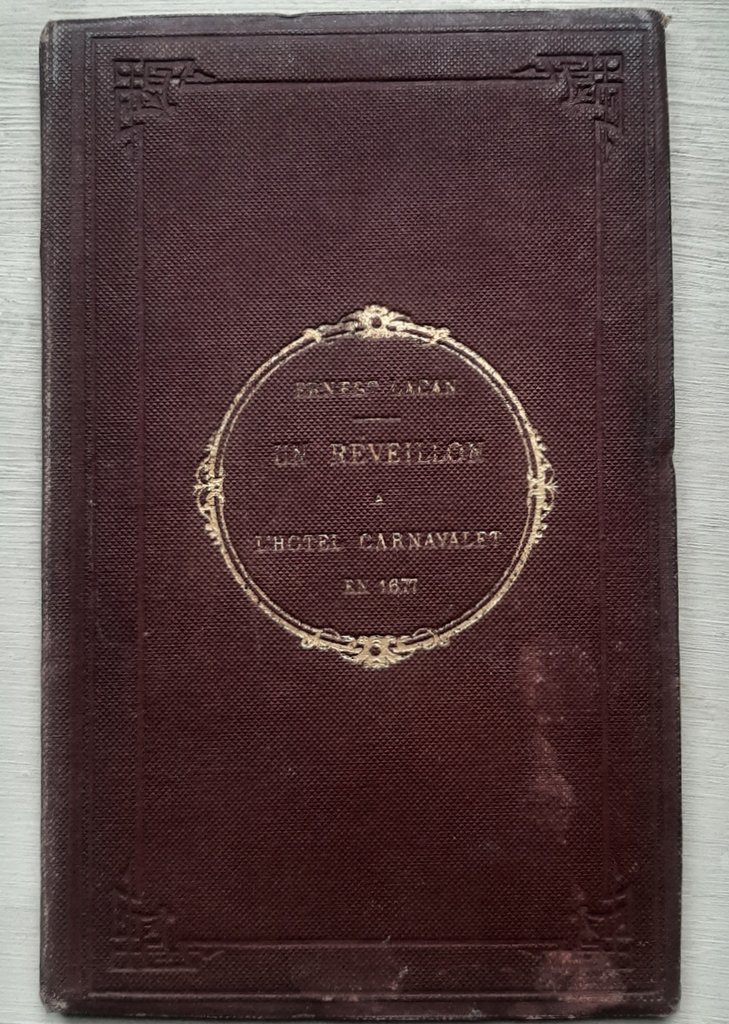 ERNEST LACAN
UN REVEILLON
A
L'HOTEL CARNAVALET
EN 1677